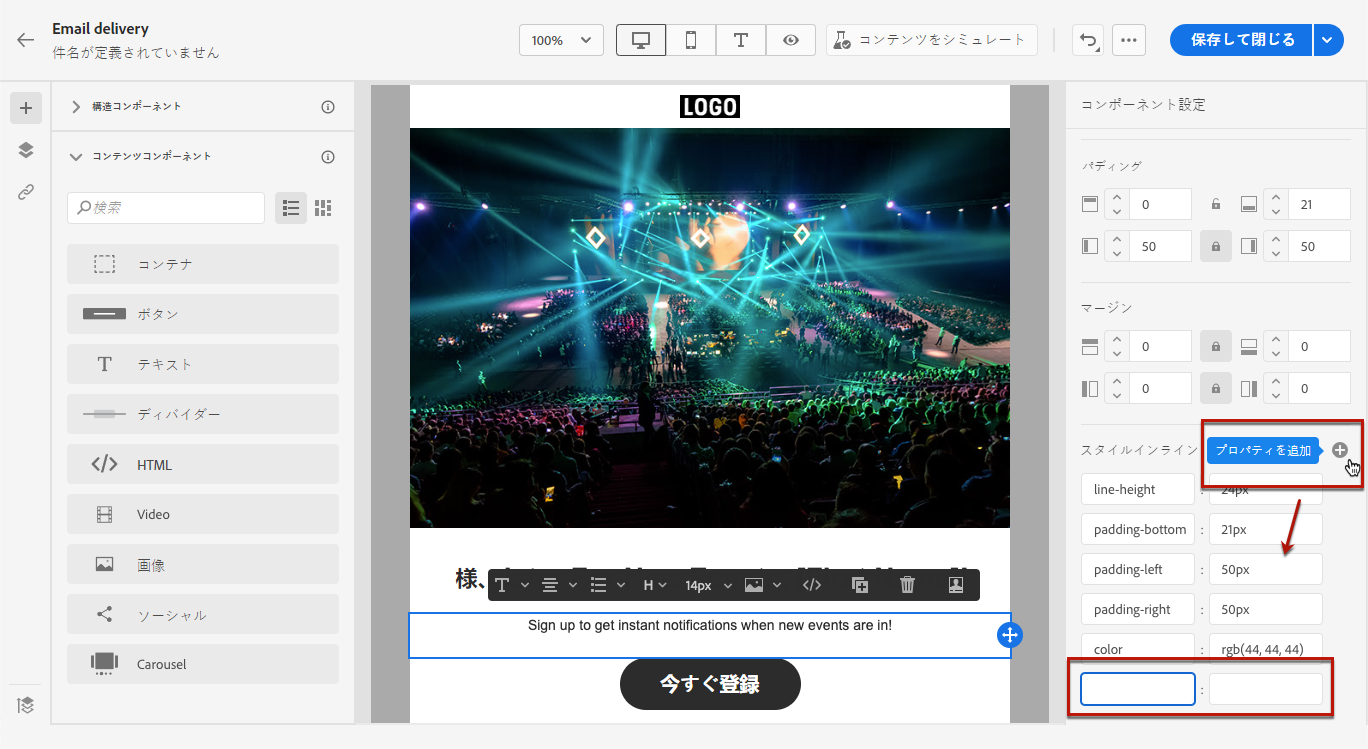 Email delivery
件名が定義されていません
100%
コンテンツをシミュレート
保存して閉じる
構造コンポーネント
コンテンツコンポーネント
検索
コンテナ
ボタン
テキスト
ディバイダー
HTML
Video
画像
ソーシャル
Carousel
LOGO
様、
H
14px
Sign up to get instant notifications when new events are in!
今すぐ登録
コンポーネント設定
パディング
0
21
50
50
マージン
0
0
0
0
スタイルインライン
プロパティを追加
line-height
24px
padding-bottom : 21px
padding-left : 50px
padding-right : 50px
color : rgb(44, 44, 44)
: